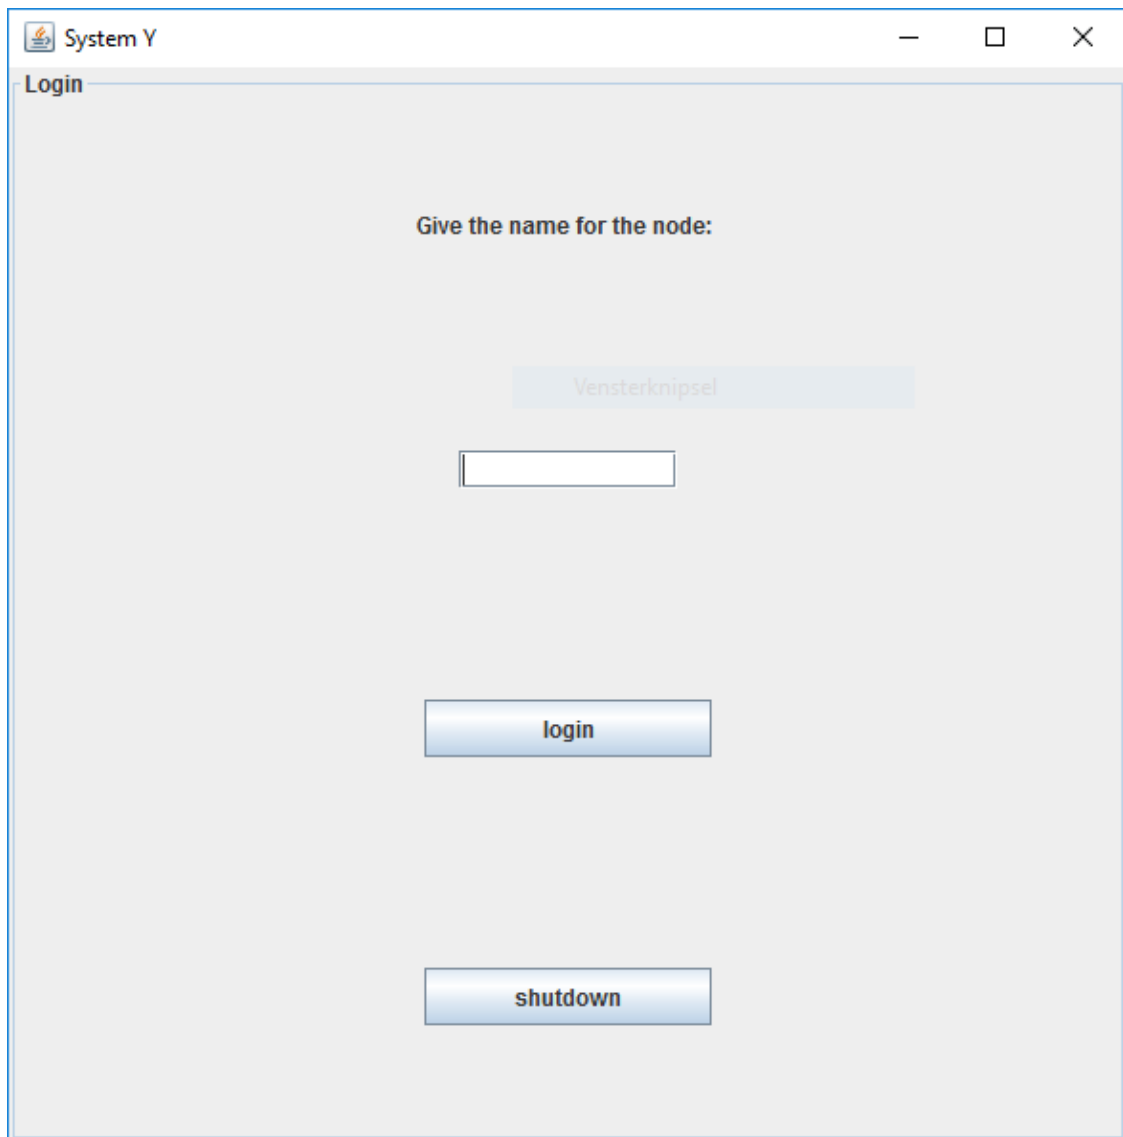 System Y
Login
Give the name for the node:
Vensterknipsel
login
shutdown